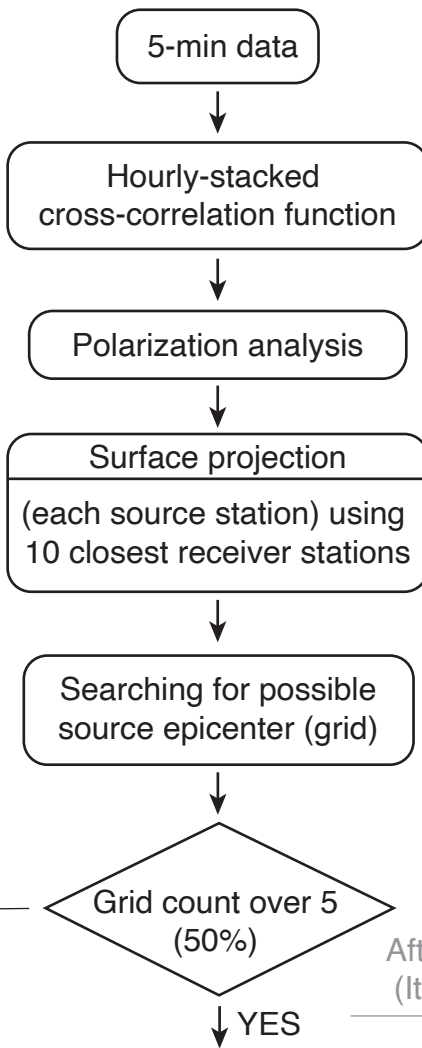 5-min data
Hourly-stacked
cross-correlation function
Polarization analysis
Surface projection
(each source station) using
10 closest receiver stations
Searching for possible
source epicenter (grid)
Grid count over 5
(50%)
YES